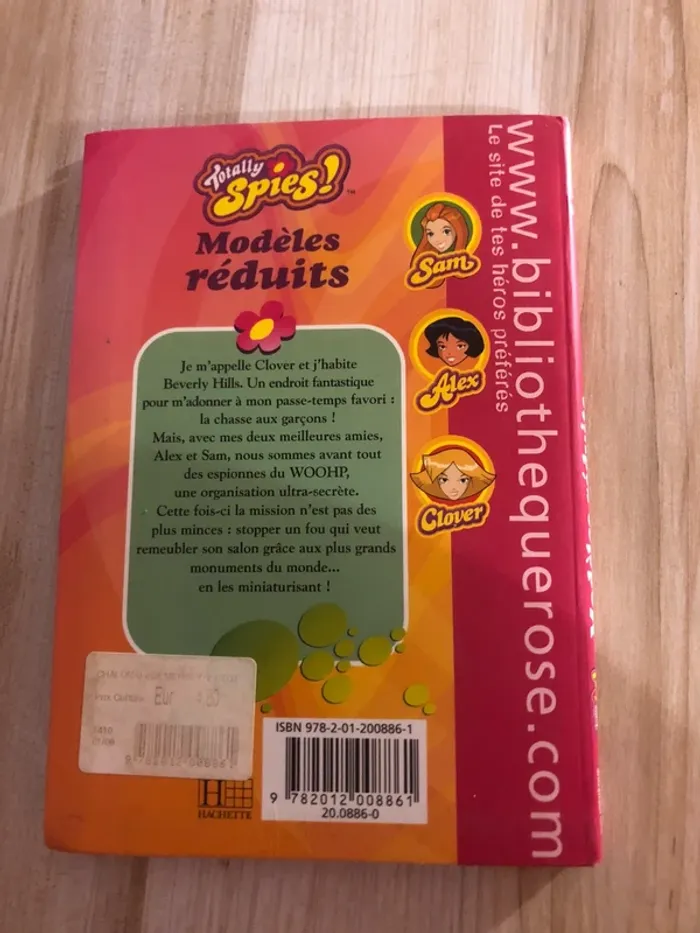 Totally
Spies!
TM
Modèles
réduits
Sam
Alex
Clover
Je m'appelle Clover et j'habite
Beverly Hills. Un endroit fantastique
pour m'adonner à mon passe-temps favori :
la chasse aux garçons !
Mais, avec mes deux meilleures amies,
Alex et Sam, nous sommes avant tout
des espionnes du WOOHP,
une organisation ultra-secrète.
Cette fois-ci la mission n'est pas des
plus minces : stopper un fou qui veut
remeubler son salon grâce aux plus grands
monuments du monde...
en les miniaturisant !
www.bibliothequerose.com
Le site de tes héros préférés
Eur
9 782012 008861
H
HACHETTE
ISBN 978-2-01-200886-1
9 782012 008861
20.0886-0